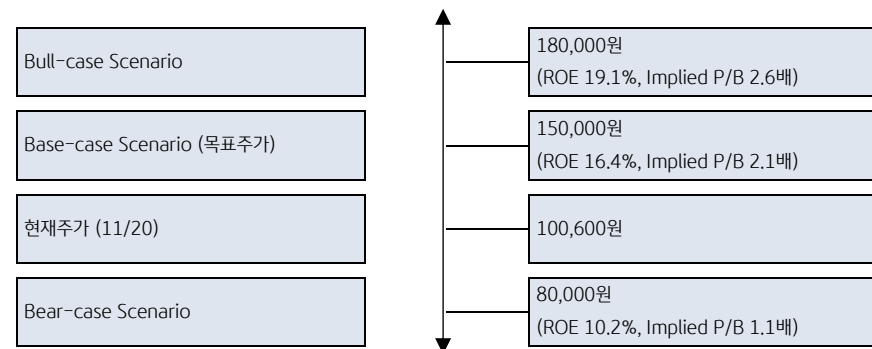 Bull-case Scenario
180,000원
(ROE 19.1%, Implied P/B 2.6배)
Base-case Scenario (목표주가)
150,000원
(ROE 16.4%, Implied P/B 2.1배)
현재주가 (11/20)
100,600원
Bear-case Scenario
80,000원
(ROE 10.2%, Implied P/B 1.1배)